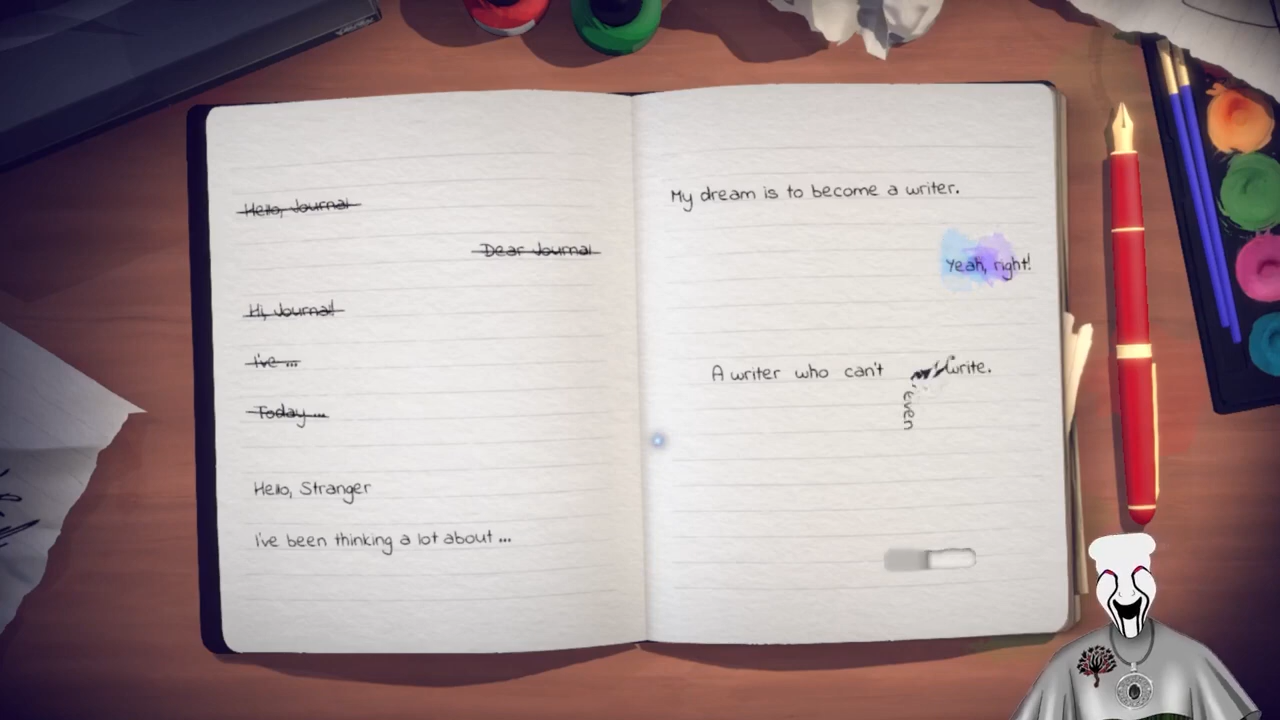 Hello, Journal
Dear Journal
Hi, Journal!
I've ...
Today ...
Hello, Stranger
I've been thinking a lot about ...
My dream is to become a writer.
Yeah, right!
A writer who can't write.
even